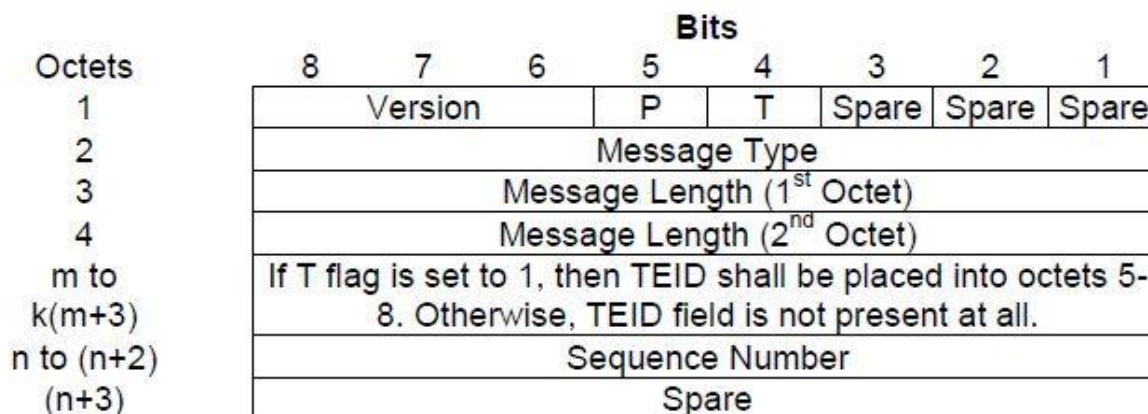 Bits
Octets 8 7 6 5 4 3 2 1
1 Version P T Spare Spare Spare
2 Message Type
3 Message Length (1st Octet)
4 Message Length (2nd Octet)
m to k(m+3) If T flag is set to 1, then TEID shall be placed into octets 5-
8. Otherwise, TEID field is not present at all.
n to (n+2) Sequence Number
(n+3) Spare